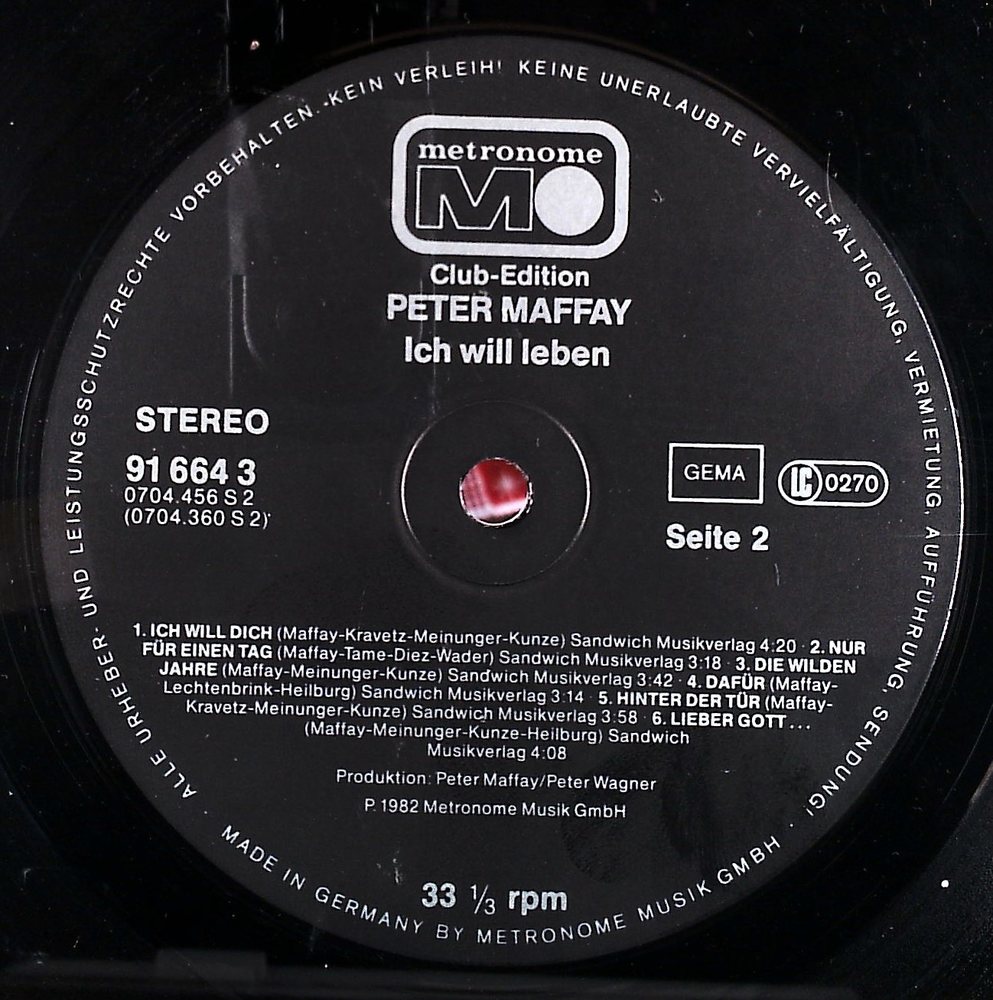 ALLE URHEBER- UND LEISTUNGSSCHUTZRECHTE VORBEHALTEN. ·KEIN VERLEIH! KEINE UNERLAUBTE VERVIELFÄLTIGUNG, VERMIETUNG, AUFFÜHRUNG, SENDUNG!
metronome
M
Club-Edition
PETER MAFFAY
Ich will leben
STEREO
91 664 3
0704.456 S 2
(0704.360 S 2)
GEMA
LC 0270
Seite 2
1. ICH WILL DICH (Maffay-Kravetz-Meinunger-Kunze) Sandwich Musikverlag 4:20 · 2. NUR
FÜR EINEN TAG (Maffay-Tame-Diez-Wader) Sandwich Musikverlag 3:18 · 3. DIE WILDEN
JAHRE (Maffay-Meinunger-Kunze) Sandwich Musikverlag 3:42 · 4. DAFÜR (Maffay-
Lechtenbrink-Heilburg) Sandwich Musikverlag 3:14 · 5. HINTER DER TÜR (Maffay-
Kravetz-Meinunger-Kunze) Sandwich Musikverlag 3:58 · 6. LIEBER GOTT ...
(Maffay-Meinunger-Kunze-Heilburg) Sandwich
Musikverlag 4:08
Produktion: Peter Maffay/Peter Wagner
P. 1982 Metronome Musik GmbH
33 ⅓ rpm
· MADE IN GERMANY BY METRONOME MUSIK GMBH ·